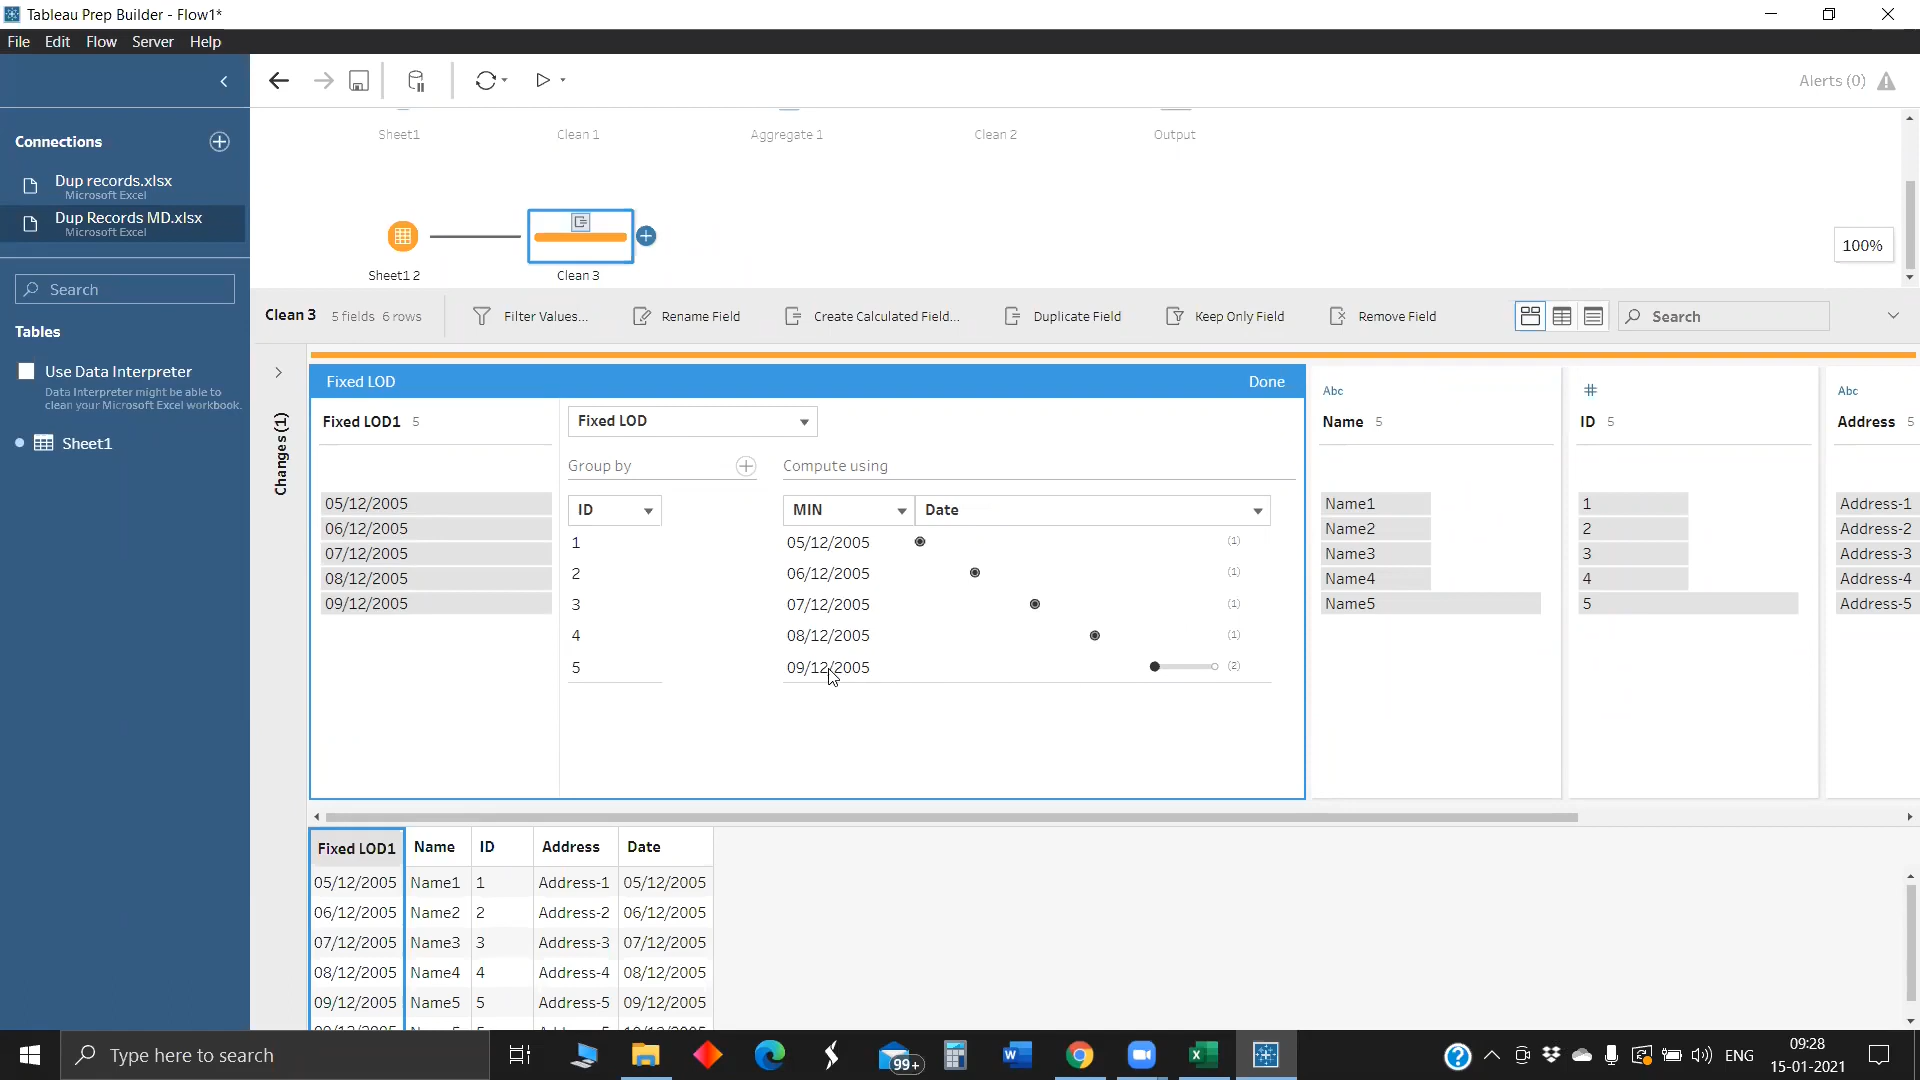 Tableau Prep Builder - Flow1*
File Edit Flow Server Help
Alerts (0)
Connections
Dup records.xlsx
Microsoft Excel
Dup Records MD.xlsx
Microsoft Excel
Search
Tables
Use Data Interpreter
Data Interpreter might be able to
clean your Microsoft Excel workbook.
Sheet1
Sheet1 Clean 1 Aggregate 1 Clean 2 Output
100%
Sheet1 2 Clean 3
Clean 3 5 fields 6 rows Filter Values... Rename Field Create Calculated Field... Duplicate Field Keep Only Field Remove Field Search
Changes (1)
Fixed LOD Done
Fixed LOD1 5
05/12/2005
06/12/2005
07/12/2005
08/12/2005
09/12/2005
Fixed LOD
Group by Compute using
ID MIN Date
1 05/12/2005 (1)
2 06/12/2005 (1)
3 07/12/2005 (1)
4 08/12/2005 (1)
5 09/12/2005 (2)
Abc
Name 5
Name1
Name2
Name3
Name4
Name5
#
ID 5
1
2
3
4
5
Abc
Address 5
Address-1
Address-2
Address-3
Address-4
Address-5
Fixed LOD1 Name ID Address Date
05/12/2005 Name1 1 Address-1 05/12/2005
06/12/2005 Name2 2 Address-2 06/12/2005
07/12/2005 Name3 3 Address-3 07/12/2005
08/12/2005 Name4 4 Address-4 08/12/2005
09/12/2005 Name5 5 Address-5 09/12/2005
Type here to search
99+
ENG
09:28
15-01-2021